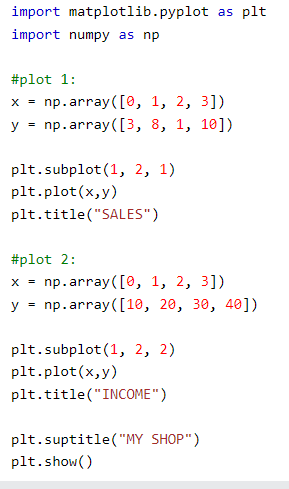 import matplotlib.pyplot as plt
import numpy as np
#plot 1:
x = np.array([0, 1, 2, 3])
y = np.array([3, 8, 1, 10])
plt.subplot(1, 2, 1)
plt.plot(x,y)
plt.title("SALES")
#plot 2:
x = np.array([0, 1, 2, 3])
y = np.array([10, 20, 30, 40])
plt.subplot(1, 2, 2)
plt.plot(x,y)
plt.title("INCOME")
plt.suptitle("MY SHOP")
plt.show()